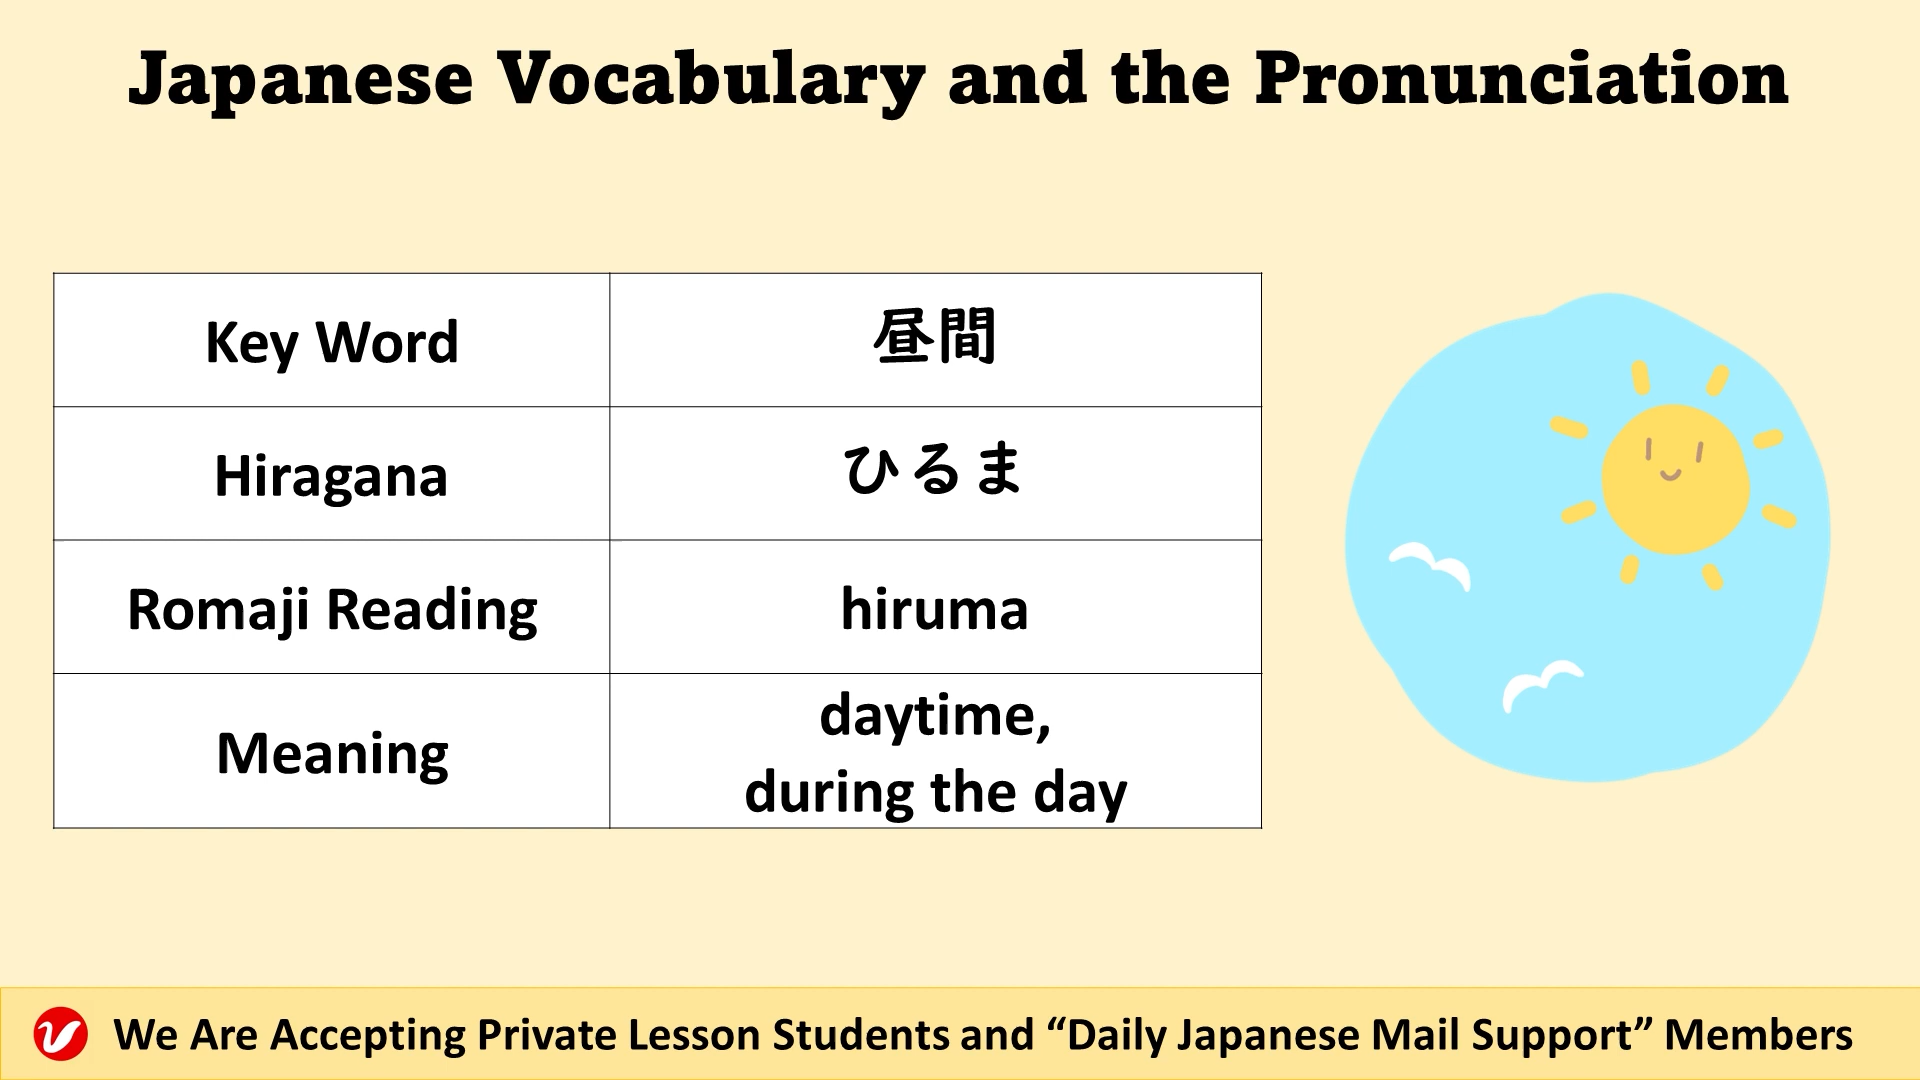 Japanese Vocabulary and the Pronunciation
Key Word
昼間
Hiragana
ひるま
Romaji Reading
hiruma
Meaning
daytime,
during the day
We Are Accepting Private Lesson Students and “Daily Japanese Mail Support” Members